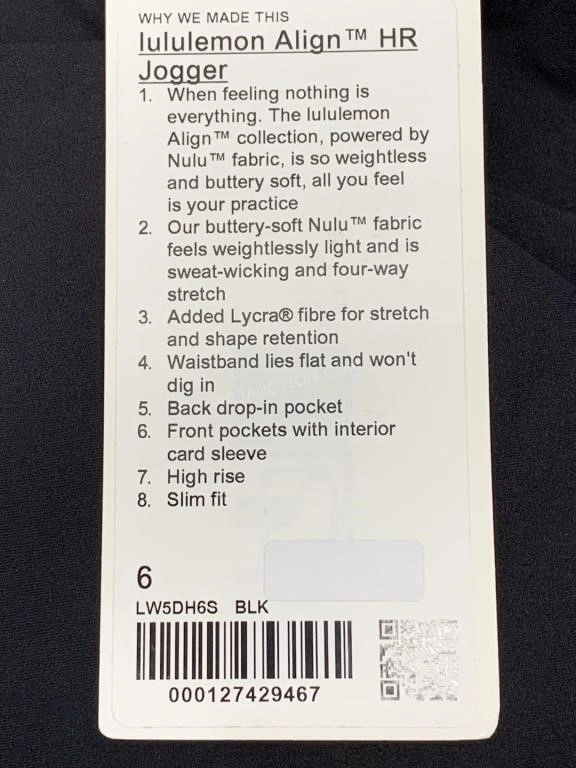 WHY WE MADE THIS
lululemon Align™ HR
Jogger
1. When feeling nothing is
everything. The lululemon
Align™ collection, powered by
Nulu™ fabric, is so weightless
and buttery soft, all you feel
is your practice
2. Our buttery-soft Nulu™ fabric
feels weightlessly light and is
sweat-wicking and four-way
stretch
3. Added Lycra® fibre for stretch
and shape retention
4. Waistband lies flat and won't
dig in
5. Back drop-in pocket
6. Front pockets with interior
card sleeve
7. High rise
8. Slim fit
6
LW5DH6S BLK
000127429467